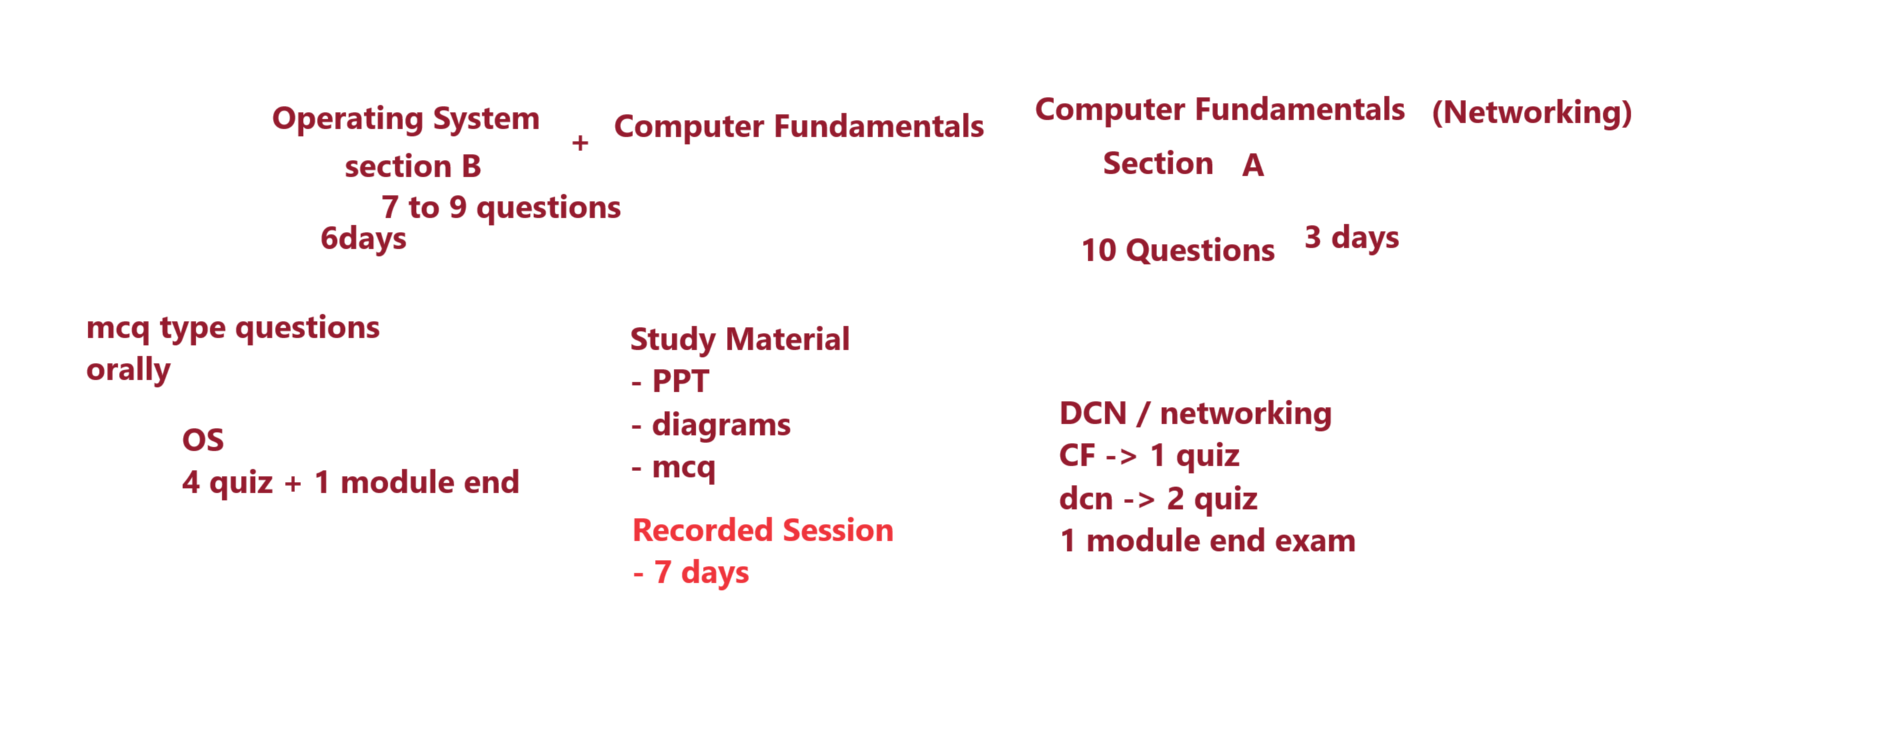 Operating System + Computer Fundamentals
section B
7 to 9 questions
6days
Computer Fundamentals (Networking)
Section A
10 Questions 3 days
mcq type questions
orally
OS
4 quiz + 1 module end
Study Material
- PPT
- diagrams
- mcq
Recorded Session
- 7 days
DCN / networking
CF -> 1 quiz
dcn -> 2 quiz
1 module end exam